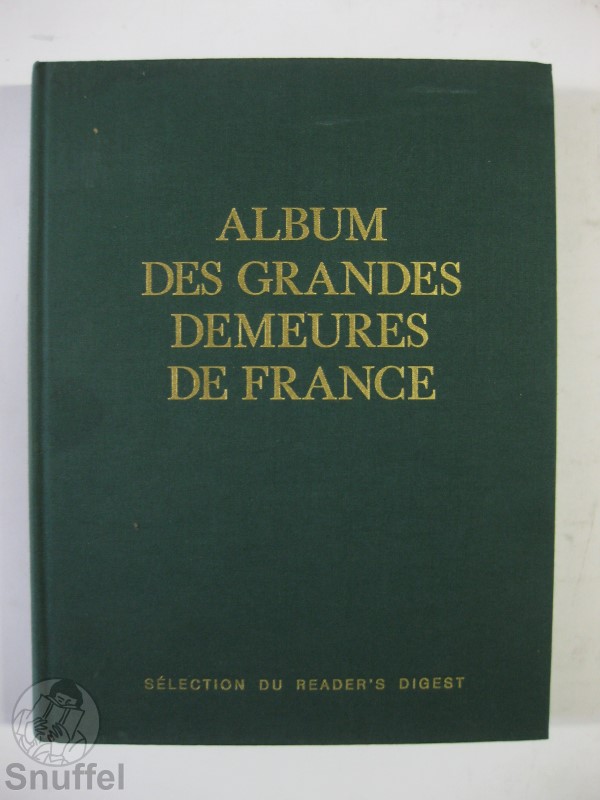 ALBUM
DES GRANDES
DEMEURES
DE FRANCE
SÉLECTION DU READER'S DIGEST
Snuffel